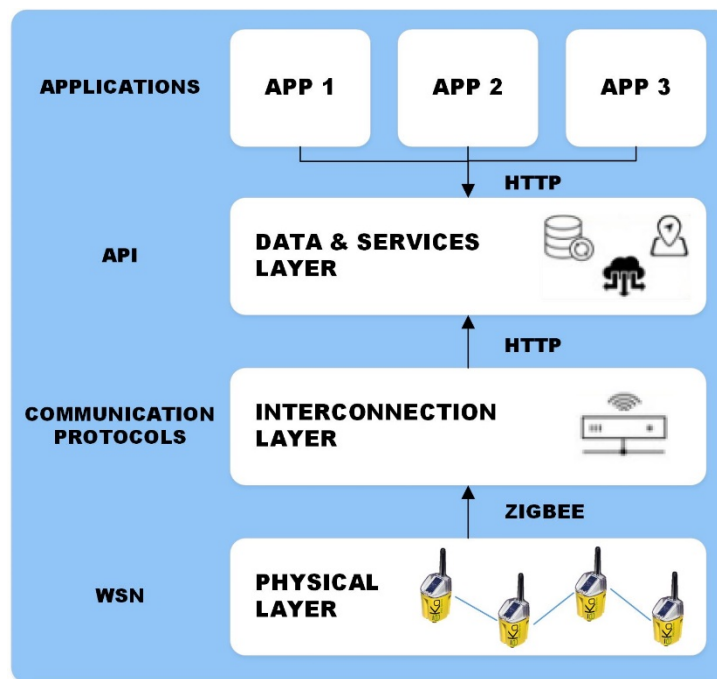 APPLICATIONS
APP 1
APP 2
APP 3
HTTP
API
DATA & SERVICES
LAYER
HTTP
COMMUNICATION
PROTOCOLS
INTERCONNECTION
LAYER
ZIGBEE
WSN
PHYSICAL
LAYER